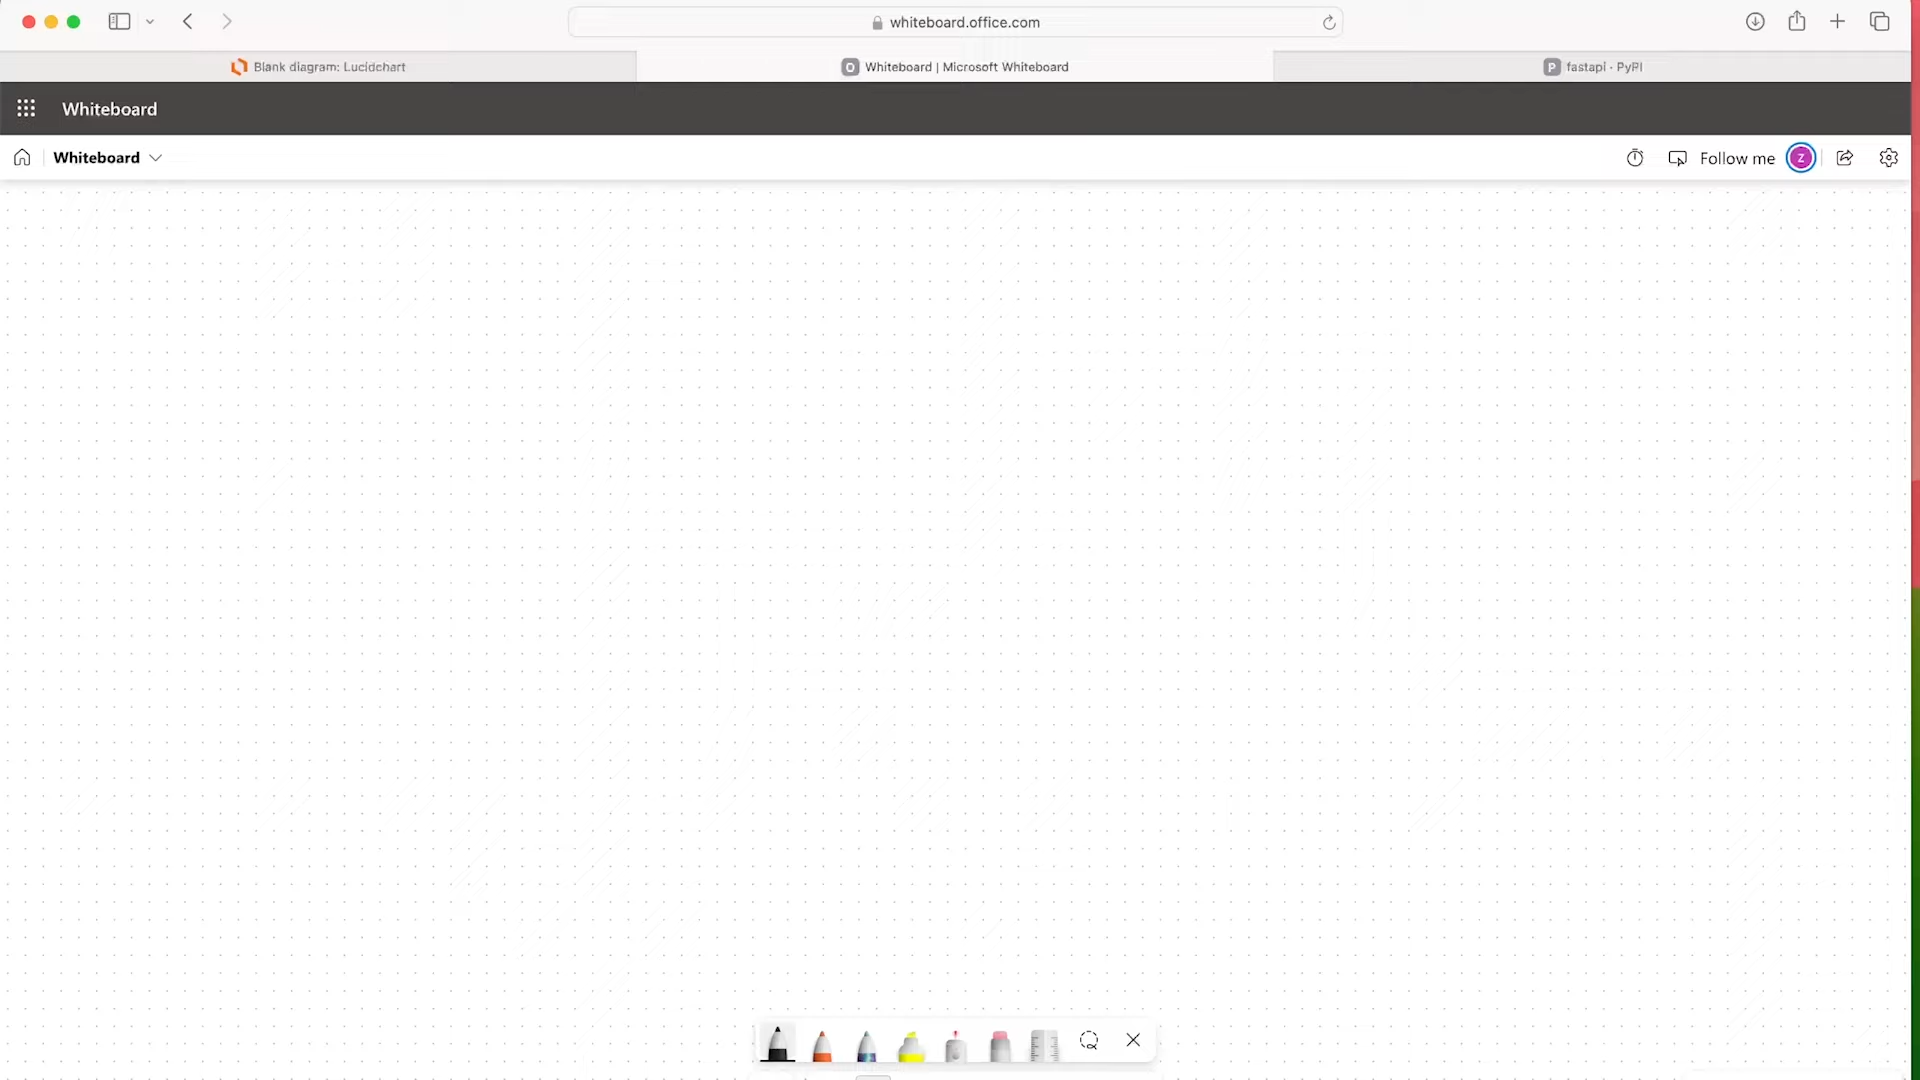 whiteboard.office.com
Blank diagram: Lucidchart
O Whiteboard | Microsoft Whiteboard
P fastapi · PyPI
Whiteboard
Whiteboard
Follow me
Z